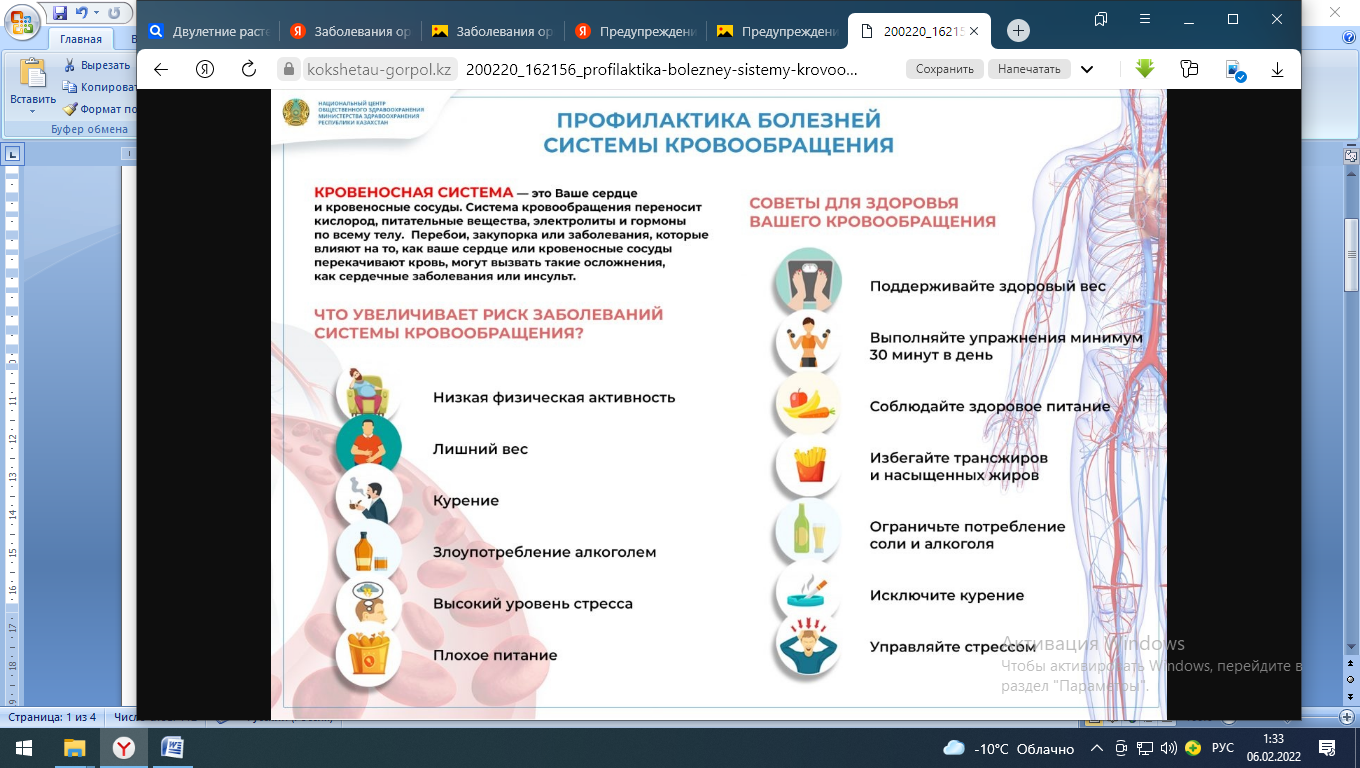 Двулетние расте
Заболевания ор
Заболевания ор
Предупреждени
Предупреждени
200220_16215
Главная
kokshetau-gorpol.kz
200220_162156_profilaktika-bolezney-sistemy-krovoo...
Сохранить
Напечатать
Вставить
Вырезать
Копироват
Формат по
Буфер обмена
НАЦИОНАЛЬНЫЙ ЦЕНТР
ОБЩЕСТВЕННОГО ЗДРАВООХРАНЕНИЯ
МИНИСТЕРСТВА ЗДРАВООХРАНЕНИЯ
РЕСПУБЛИКИ КАЗАХСТАН
ПРОФИЛАКТИКА БОЛЕЗНЕЙ
СИСТЕМЫ КРОВООБРАЩЕНИЯ
КРОВЕНОСНАЯ СИСТЕМА — это Ваше сердце
и кровеносные сосуды. Система кровообращения переносит
кислород, питательные вещества, электролиты и гормоны
по всему телу. Перебои, закупорка или заболевания, которые
влияют на то, как ваше сердце или кровеносные сосуды
перекачивают кровь, могут вызвать такие осложнения,
как сердечные заболевания или инсульт.
ЧТО УВЕЛИЧИВАЕТ РИСК ЗАБОЛЕВАНИЙ
СИСТЕМЫ КРОВООБРАЩЕНИЯ?
Низкая физическая активность
Лишний вес
Курение
Злоупотребление алкоголем
Высокий уровень стресса
Плохое питание
СОВЕТЫ ДЛЯ ЗДОРОВЬЯ
ВАШЕГО КРОВООБРАЩЕНИЯ
Поддерживайте здоровый вес
Выполняйте упражнения минимум
30 минут в день
Соблюдайте здоровое питание
Избегайте трансжиров
и насыщенных жиров
Ограничьте потребление
соли и алкоголя
Исключите курение
Управляйте стрессом
Активация Windows
Чтобы активировать Windows, перейдите в
раздел "Параметры".
Страница: 1 из 4
-10°C Облачно
РУС
1:33
06.02.2022